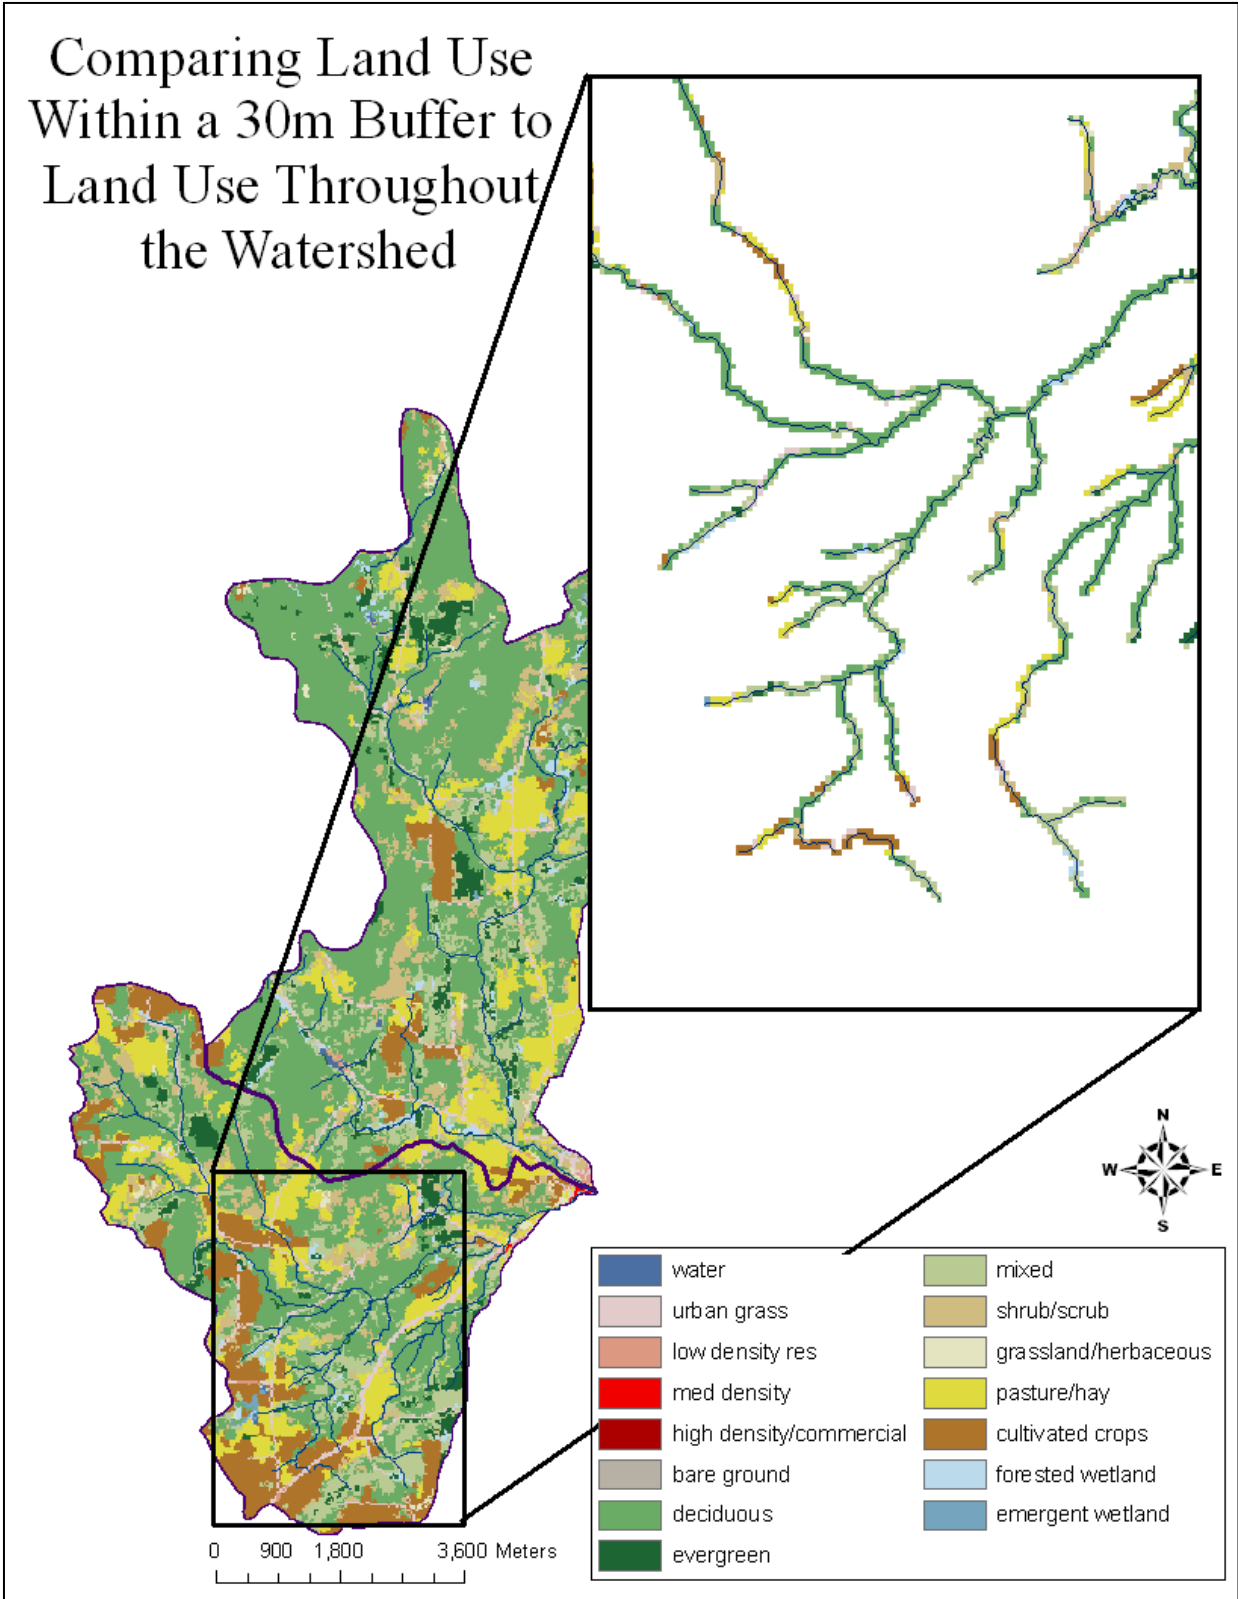 Comparing Land Use
Within a 30m Buffer to
Land Use Throughout
the Watershed
N
W
E
S
water
urban grass
low density res
med density
high density/commercial
bare ground
deciduous
evergreen
mixed
shrub/scrub
grassland/herbaceous
pasture/hay
cultivated crops
forested wetland
emergent wetland
0 900 1,800 3,600 Meters